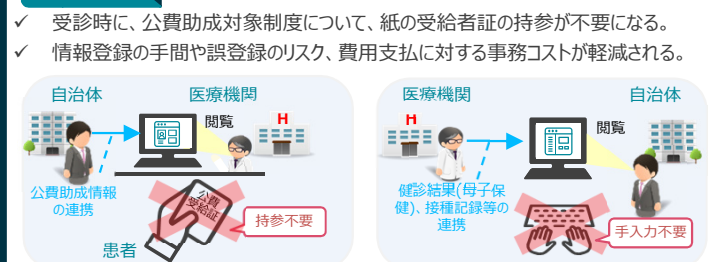 ✓ 受診時に、公費助成対象制度について、紙の受給者証の持参が不要になる。
✓ 情報登録の手間や誤登録のリスク、費用支払に対する事務コストが軽減される。
自治体
医療機関
閲覧
H
公費助成情報
の連携
公費
受給証
持参不要
患者
医療機関
自治体
H
閲覧
健診結果(母子保
健)、接種記録等の
連携
手入力不要